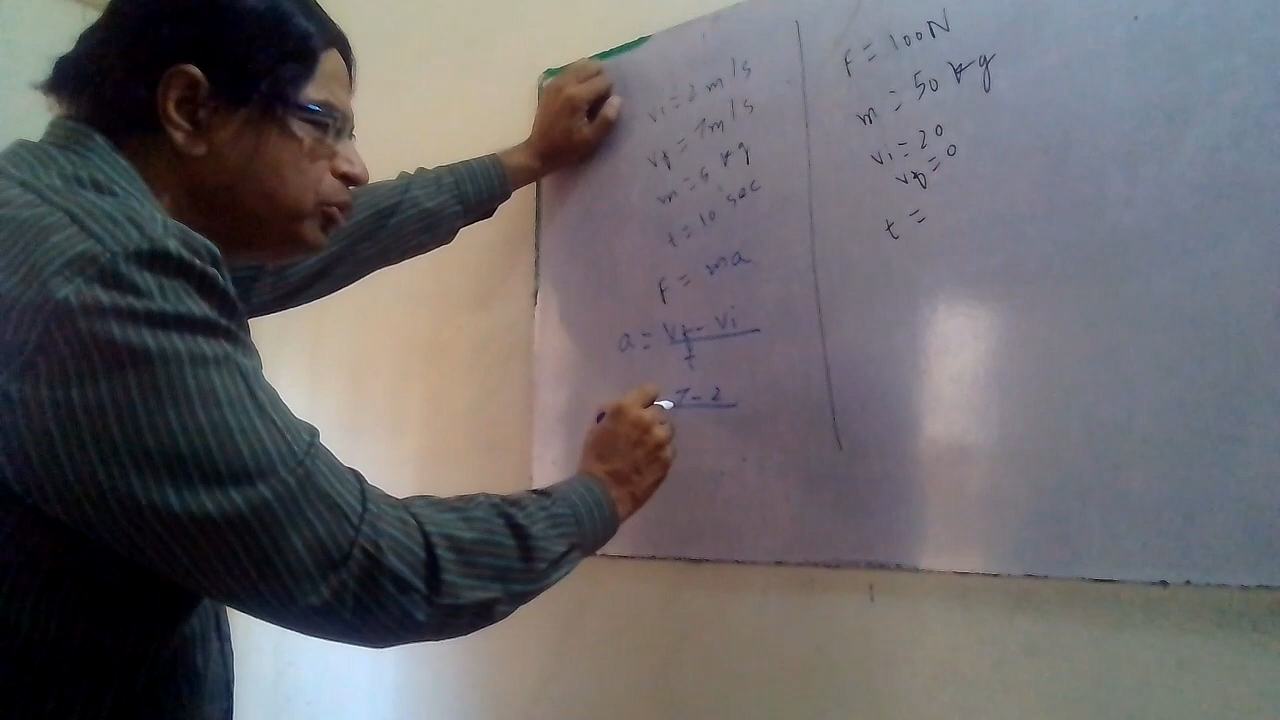 vi = 2 m/s
vf = 7m/s
m = 5 kg
t = 10 sec
F = ma
a = vf - vi
t
7 - 2
F = 100N
m = 50 kg
vi = 20
vf = 0
t =